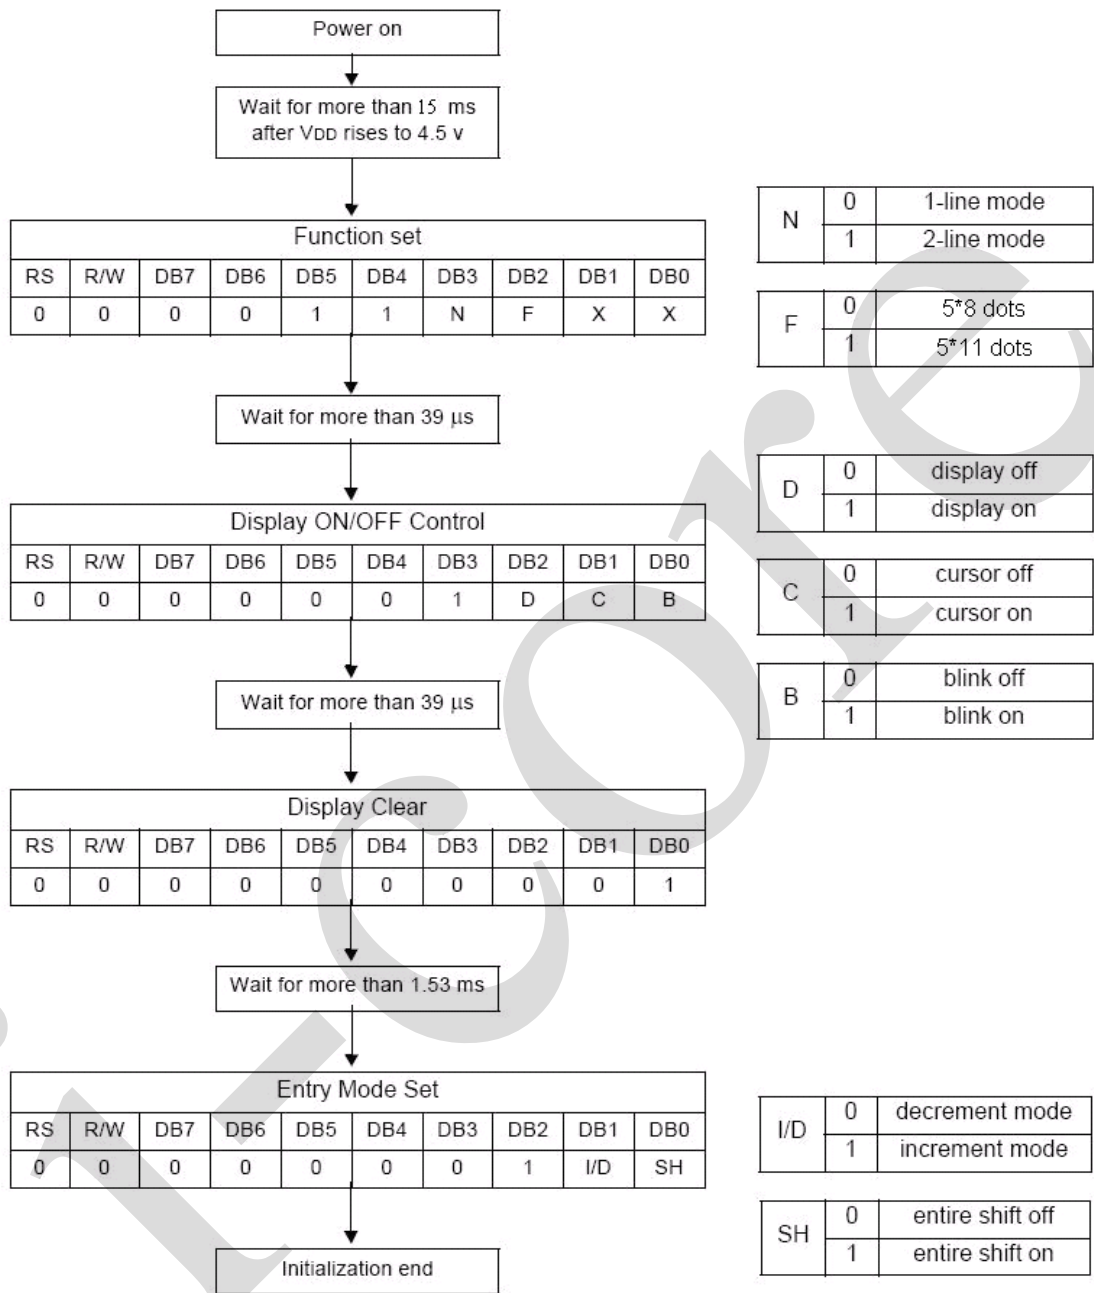 Power on
Wait for more than 15 ms
after VDD rises to 4.5 v
Function set
RS R/W DB7 DB6 DB5 DB4 DB3 DB2 DB1 DB0
0 0 0 0 1 1 N F X X
N 0 1-line mode
1 2-line mode
F 0 5*8 dots
1 5*11 dots
Wait for more than 39 μs
Display ON/OFF Control
RS R/W DB7 DB6 DB5 DB4 DB3 DB2 DB1 DB0
0 0 0 0 0 0 1 D C B
D 0 display off
1 display on
C 0 cursor off
1 cursor on
B 0 blink off
1 blink on
Wait for more than 39 μs
Display Clear
RS R/W DB7 DB6 DB5 DB4 DB3 DB2 DB1 DB0
0 0 0 0 0 0 0 0 0 1
Wait for more than 1.53 ms
Entry Mode Set
RS R/W DB7 DB6 DB5 DB4 DB3 DB2 DB1 DB0
0 0 0 0 0 0 0 1 I/D SH
I/D 0 decrement mode
1 increment mode
SH 0 entire shift off
1 entire shift on
Initialization end
i-core